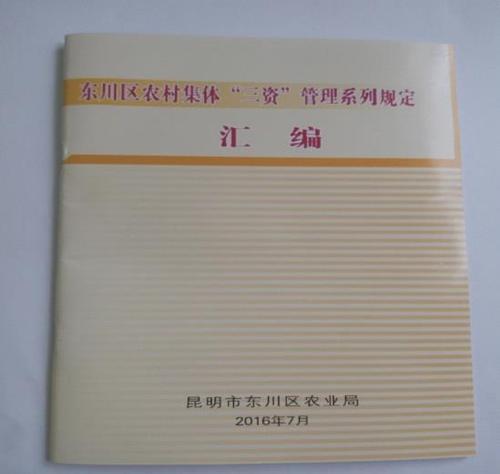 东川区农村集体“三资”管理系列规定
汇 编
昆明市东川区农业局
2016年7月